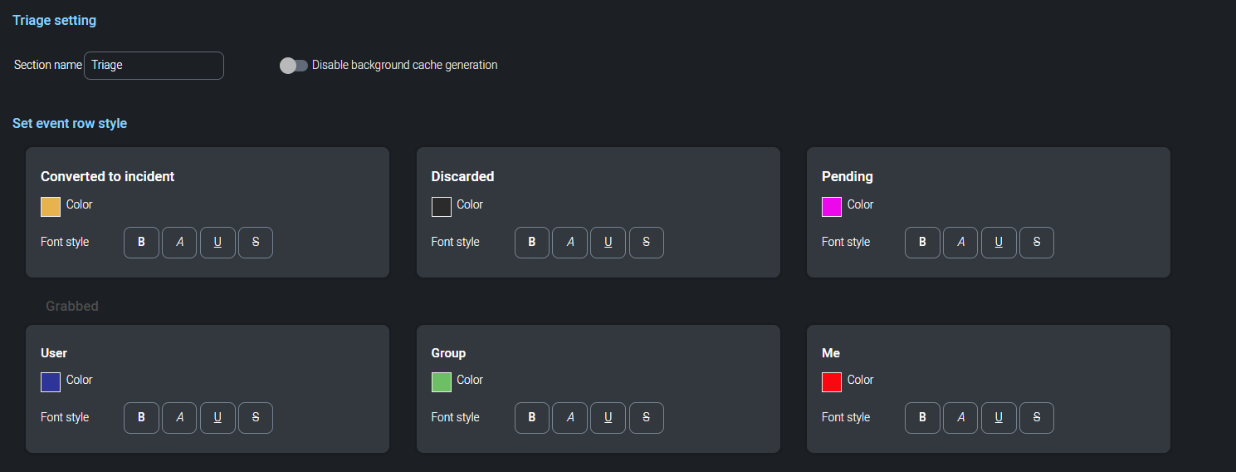 Triage setting
Section name Triage Disable background cache generation
Set event row style
Converted to incident Discarded Pending
Color Color Color
Font style B A U S Font style B A U S Font style B A U S
Grabbed
User Group Me
Color Color Color
Font style B A U S Font style B A U S Font style B A U S